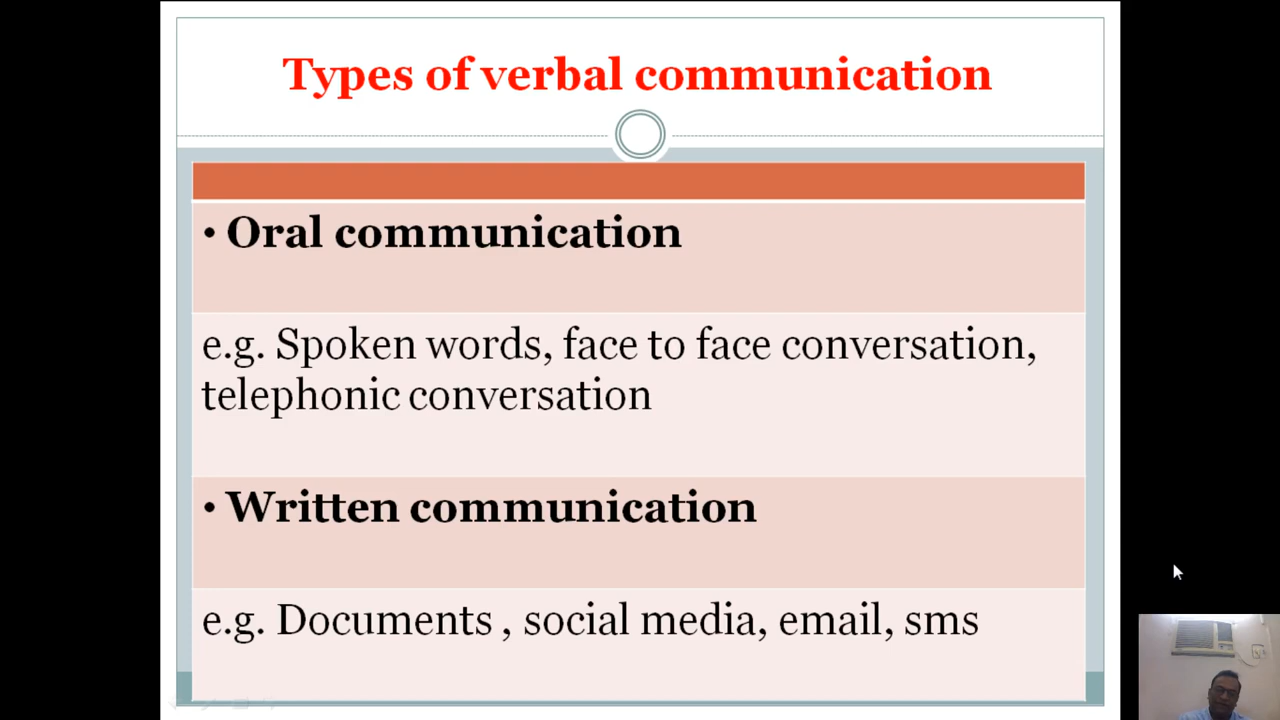 Types of verbal communication
• Oral communication
e.g. Spoken words, face to face conversation,
telephonic conversation
• Written communication
e.g. Documents , social media, email, sms